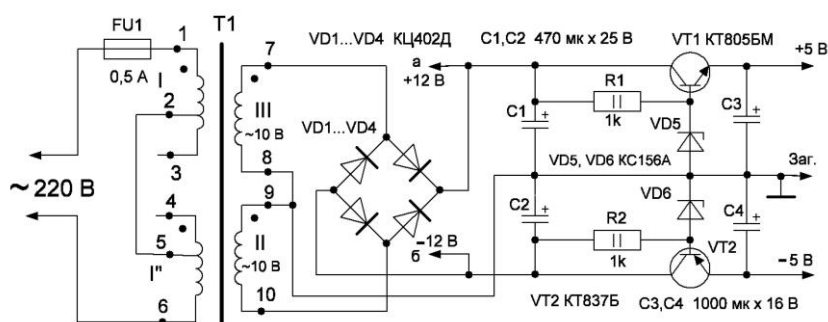 T1
FU1
1
7
VD1...VD4 КЦ402Д
C1,C2 470 мк x 25 В
VT1 КТ805БМ
а
+12 В
+5 В
0,5 А
I
2
III
~10 В
VD1...VD4
R1
1k
C1
+
C3
+
VD5
3
8
VD5, VD6 КС156А
Заг.
~ 220 В
4
9
C2
+
VD6
R2
1k
C4
+
5
I"
II
~10 В
−12 В
б
VT2
−5 В
6
10
VT2 КТ837Б
C3,C4 1000 мк x 16 В